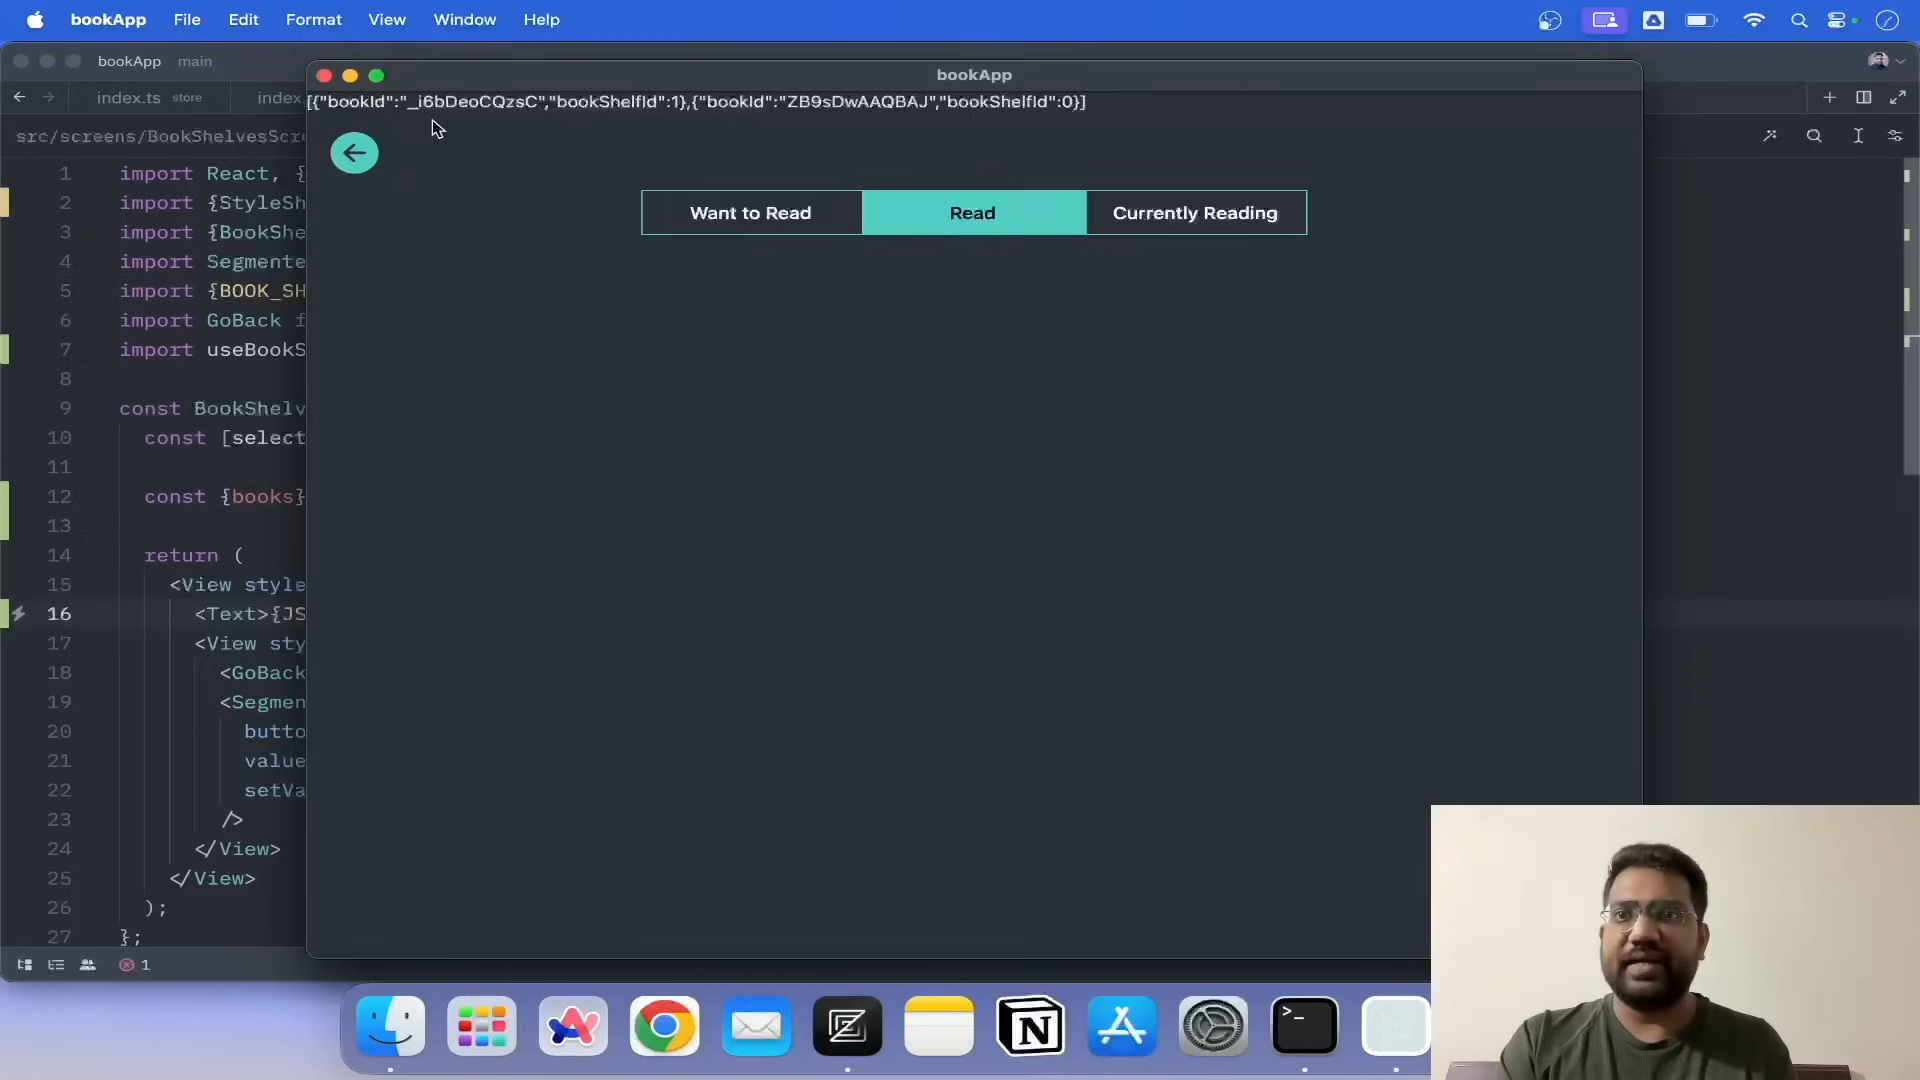 bookApp File Edit Format View Window Help
bookApp main
bookApp
index.ts store
index.
[{"bookId":"_i6bDeoCQzsC","bookShelfId":1},{"bookId":"ZB9sDwAAQBAJ","bookShelfId":0}]
src/screens/BookShelvesScre
Want to Read Read Currently Reading
1 import React, {
2 import {StyleSh
3 import {BookShe
4 import Segmente
5 import {BOOK_SH
6 import GoBack f
7 import useBookS
8
9 const BookShelv
10 const [select
11
12 const {books}
13
14 return (
15 <View style
16 <Text>{JS
17 <View sty
18 <GoBack
19 <Segmen
20 butto
21 value
22 setVa
23 />
24 </View>
25 </View>
26 );
27 };
1